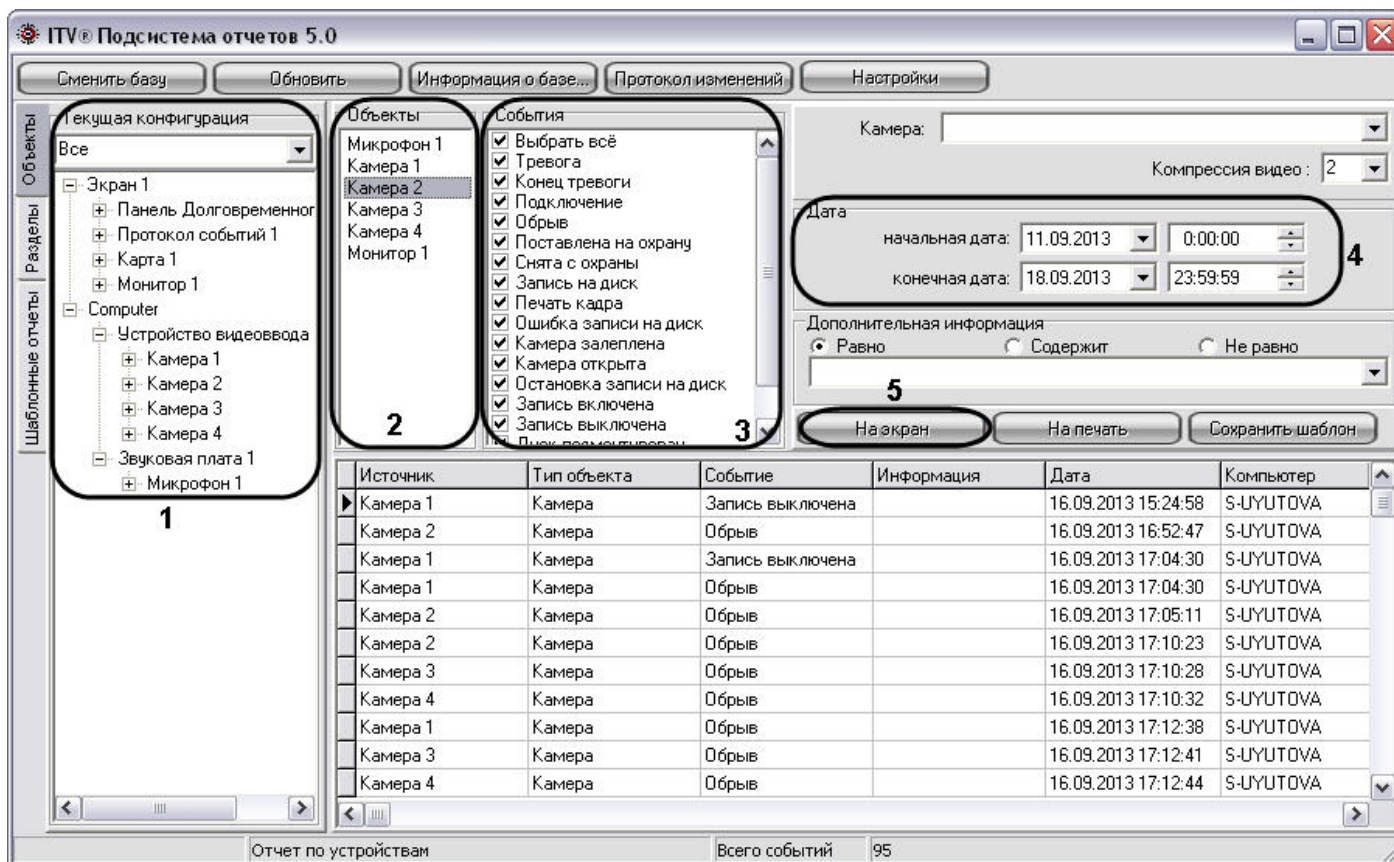 ITV® Подсистема отчетов 5.0
Сменить базу Обновить Информация о базе... Протокол изменений Настройки
Объекты
Разделы
Шаблонные отчеты
Текущая конфигурация
Все
Экран 1
Панель Долговременног
Протокол событий 1
Карта 1
Монитор 1
Computer
Устройство видеоввода
Камера 1
Камера 2
Камера 3
Камера 4
Звуковая плата 1
Микрофон 1
1
Объекты
Микрофон 1
Камера 1
Камера 2
Камера 3
Камера 4
Монитор 1
2
События
Выбрать всё
Тревога
Конец тревоги
Подключение
Обрыв
Поставлена на охрану
Снята с охраны
Запись на диск
Печать кадра
Ошибка записи на диск
Камера залеплена
Камера открыта
Остановка записи на диск
Запись включена
Запись выключена
3
Камера:
Компрессия видео : 2
Дата
начальная дата: 11.09.2013 0:00:00
конечная дата: 18.09.2013 23:59:59
4
Дополнительная информация
Равно Содержит Не равно
5
На экран На печать Сохранить шаблон
Источник Тип объекта Событие Информация Дата Компьютер
Камера 1 Камера Запись выключена 16.09.2013 15:24:58 S-UYUTOVA
Камера 2 Камера Обрыв 16.09.2013 16:52:47 S-UYUTOVA
Камера 1 Камера Запись выключена 16.09.2013 17:04:30 S-UYUTOVA
Камера 1 Камера Обрыв 16.09.2013 17:04:30 S-UYUTOVA
Камера 2 Камера Обрыв 16.09.2013 17:05:11 S-UYUTOVA
Камера 2 Камера Обрыв 16.09.2013 17:10:23 S-UYUTOVA
Камера 3 Камера Обрыв 16.09.2013 17:10:28 S-UYUTOVA
Камера 4 Камера Обрыв 16.09.2013 17:10:32 S-UYUTOVA
Камера 1 Камера Обрыв 16.09.2013 17:12:38 S-UYUTOVA
Камера 3 Камера Обрыв 16.09.2013 17:12:41 S-UYUTOVA
Камера 4 Камера Обрыв 16.09.2013 17:12:44 S-UYUTOVA
Отчет по устройствам Всего событий 95